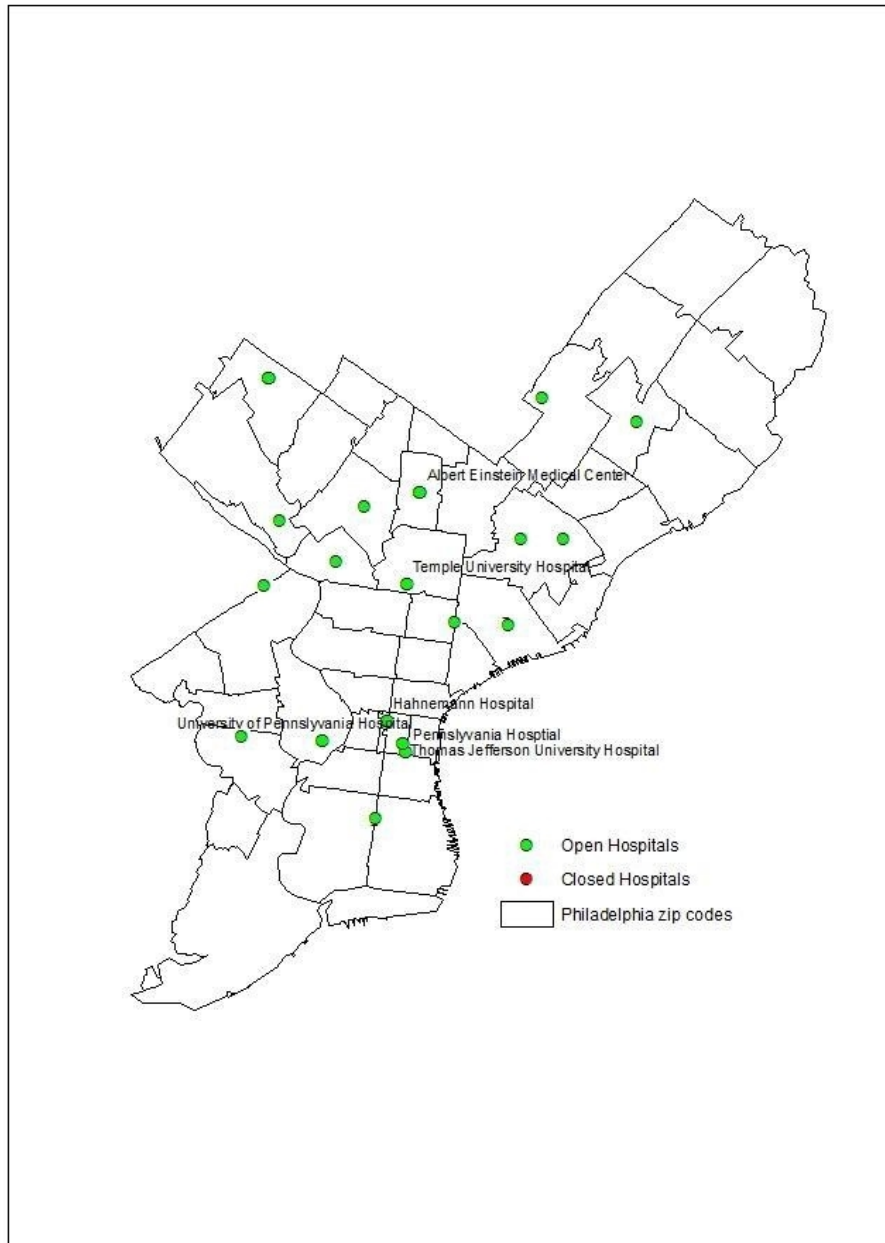 Albert Einstein Medical Center
Temple University Hospital
Hahnemann Hospital
University of Pennslyvania Hospital
Pennslyvania Hosptial
Thomas Jefferson University Hospital
Open Hospitals
Closed Hospitals
Philadelphia zip codes